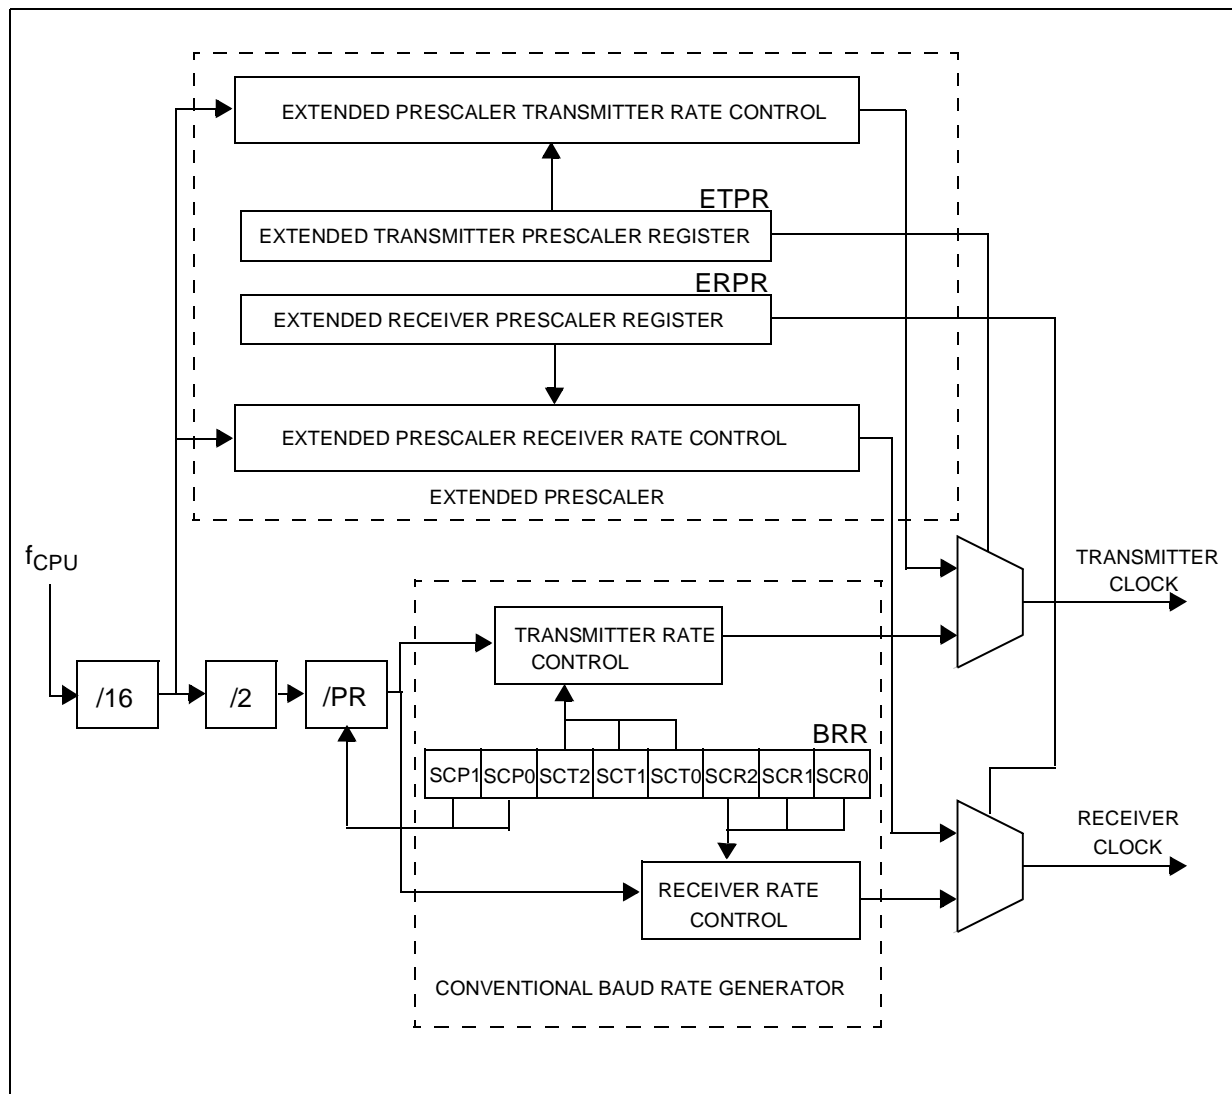 EXTENDED PRESCALER TRANSMITTER RATE CONTROL
ETPR
EXTENDED TRANSMITTER PRESCALER REGISTER
ERPR
EXTENDED RECEIVER PRESCALER REGISTER
EXTENDED PRESCALER RECEIVER RATE CONTROL
EXTENDED PRESCALER
fCPU
TRANSMITTER
CLOCK
TRANSMITTER RATE
CONTROL
/16
/2
/PR
BRR
SCP1 SCP0 SCT2 SCT1 SCT0 SCR2 SCR1 SCR0
RECEIVER
CLOCK
RECEIVER RATE
CONTROL
CONVENTIONAL BAUD RATE GENERATOR